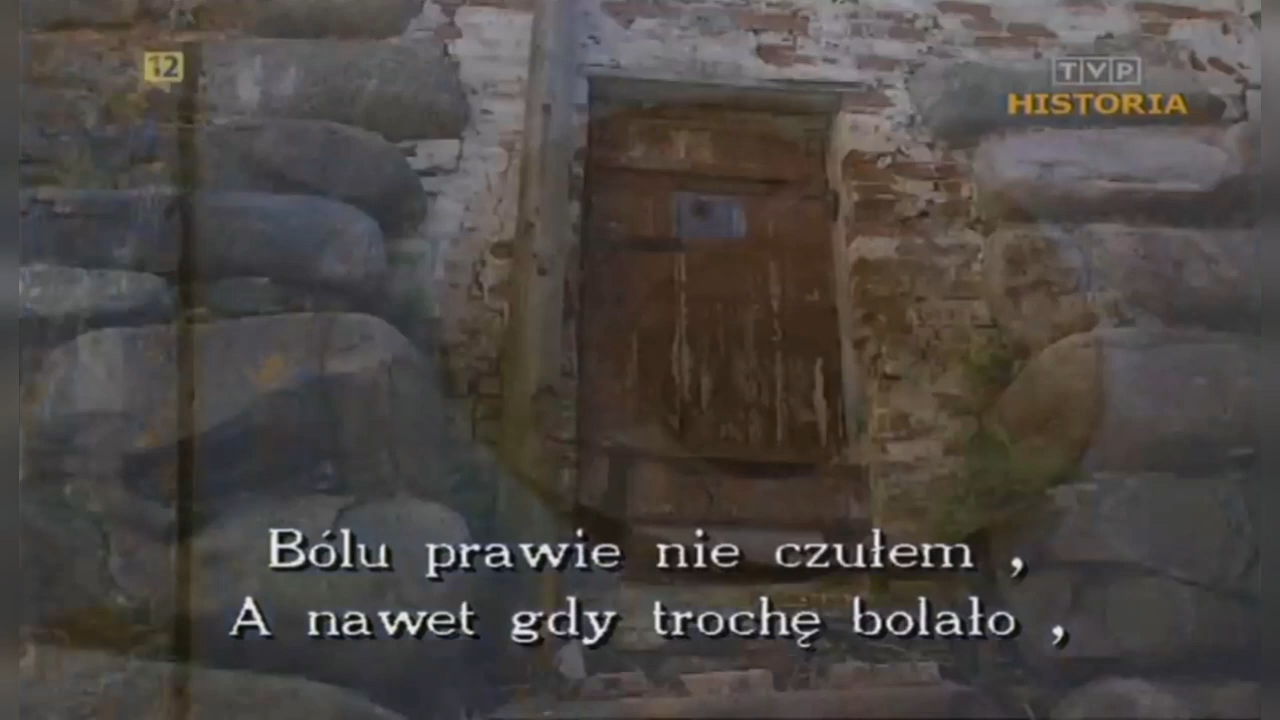 12
TVP
HISTORIA
Bólu prawie nie czułem ,
A nawet gdy trochę bolało ,